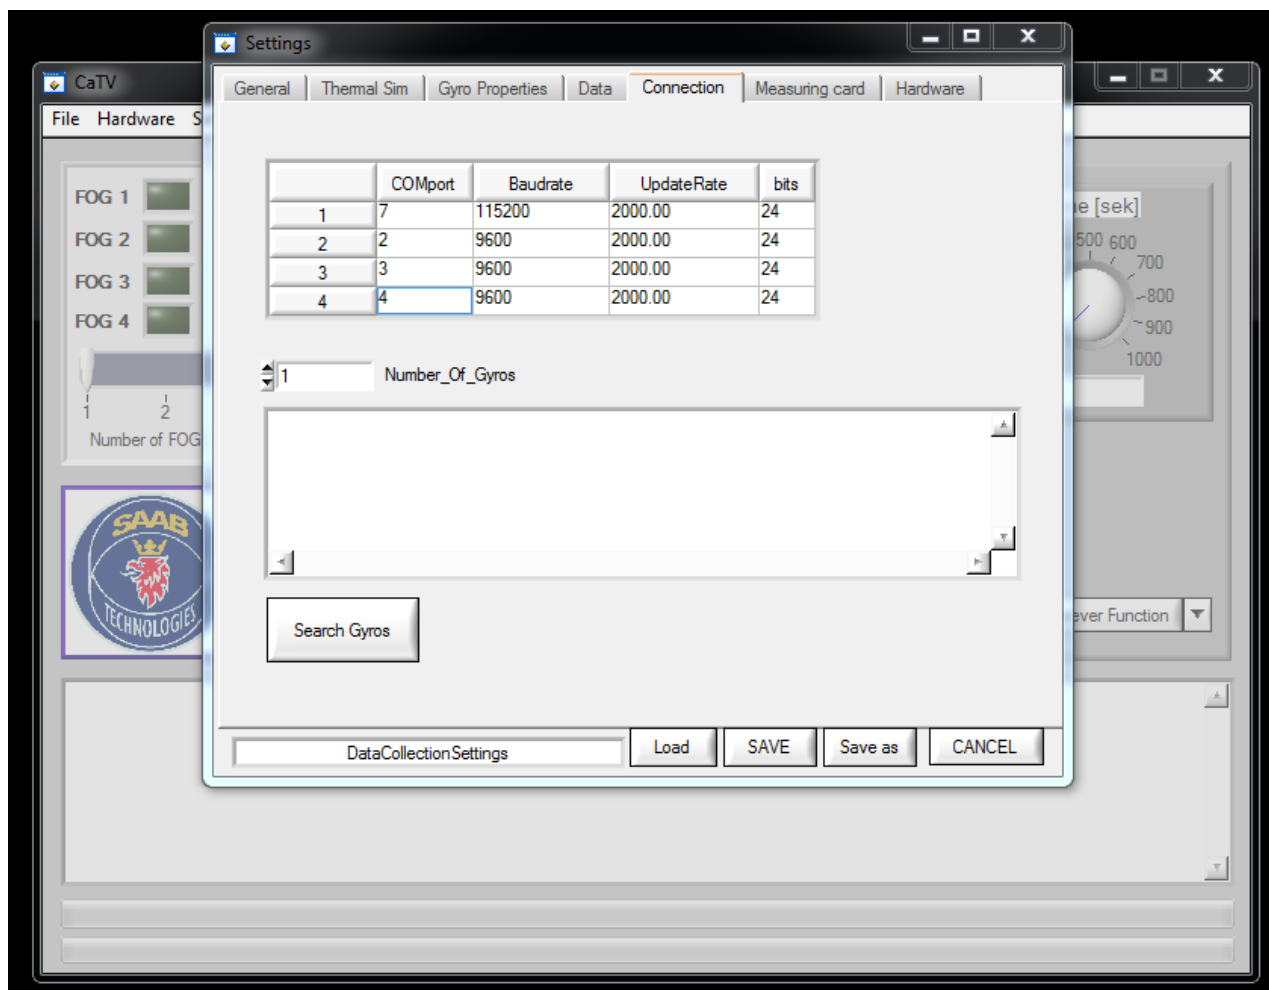 Settings
CaTV
General Thermal Sim Gyro Properties Data Connection Measuring card Hardware
File Hardware S
COMport Baudrate UpdateRate bits
1 7 115200 2000.00 24
2 2 9600 2000.00 24
3 3 9600 2000.00 24
4 4 9600 2000.00 24
FOG 1
FOG 2
FOG 3
FOG 4
1 2
Number of FOG
e [sek]
500 600
700
800
900
1000
1 Number_Of_Gyros
SAAB
TECHNOLOGIES
Search Gyros
ever Function
DataCollectionSettings Load SAVE Save as CANCEL